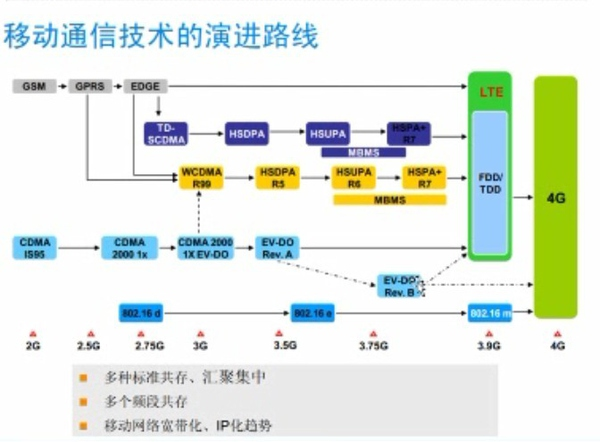 移动通信技术的演进路线
GSM
GPRS
EDGE
LTE
TD-
SCDMA
HSDPA
HSUPA
HSPA+
R7
MBMS
WCDMA
R99
HSDPA
R5
HSUPA
R6
HSPA+
R7
MBMS
FDD/
TDD
4G
CDMA
IS95
CDMA
2000 1x
CDMA 2000
1X EV-DO
EV-DO
Rev. A
EV-DO
Rev. B
802.16 d
802.16 e
802.16 m
2G
2.5G
2.75G
3G
3.5G
3.75G
3.9G
4G
多种标准共存、汇聚集中
多个频段共存
移动网络宽带化、IP化趋势